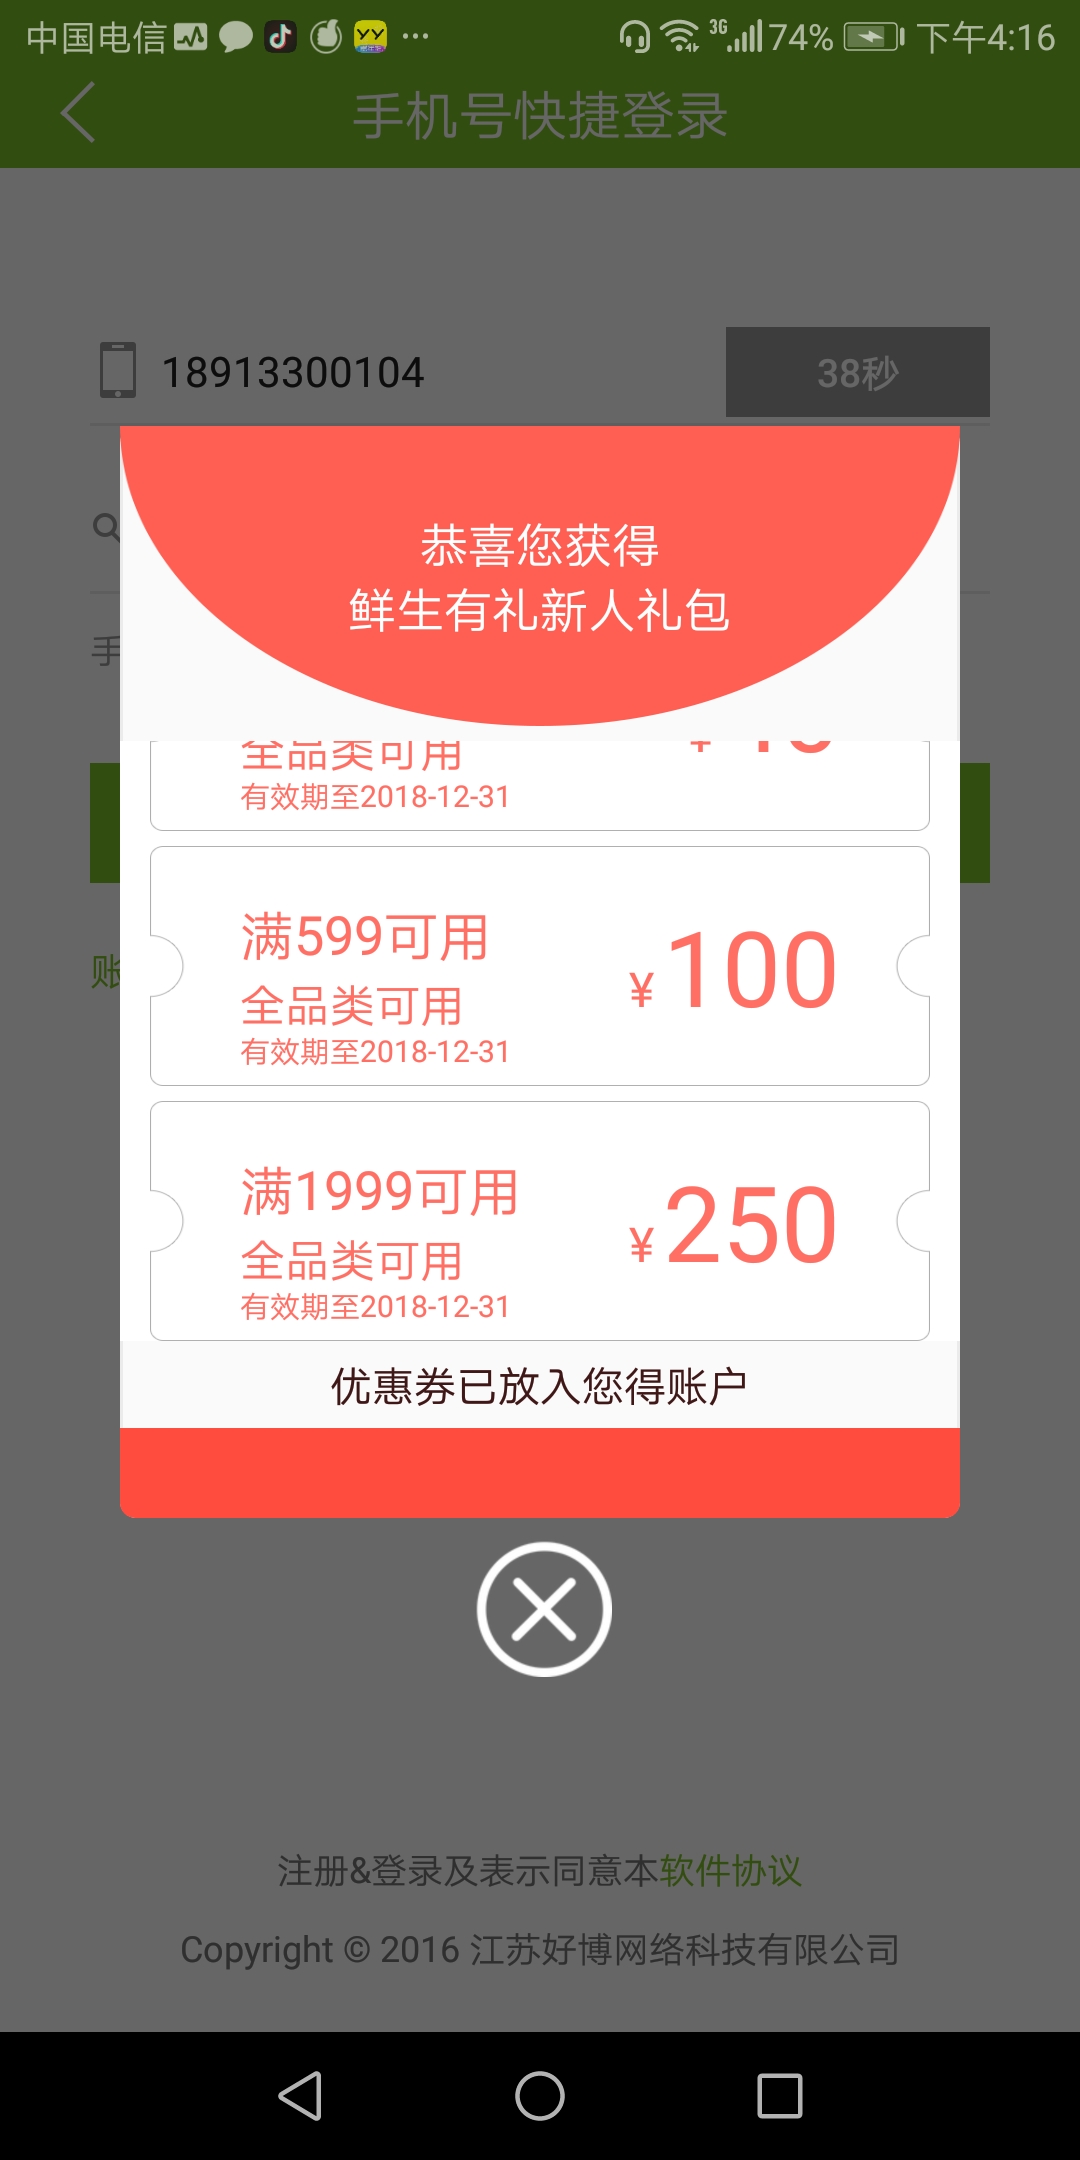 中国电信
3G
74%
下午4:16
手机号快捷登录
18913300104
38秒
恭喜您获得
鲜生有礼新人礼包
手
全品类可用
有效期至2018-12-31
满599可用
¥100
全品类可用
有效期至2018-12-31
账
满1999可用
¥250
全品类可用
有效期至2018-12-31
优惠券已放入您得账户
注册&登录及表示同意本软件协议
Copyright © 2016 江苏好博网络科技有限公司